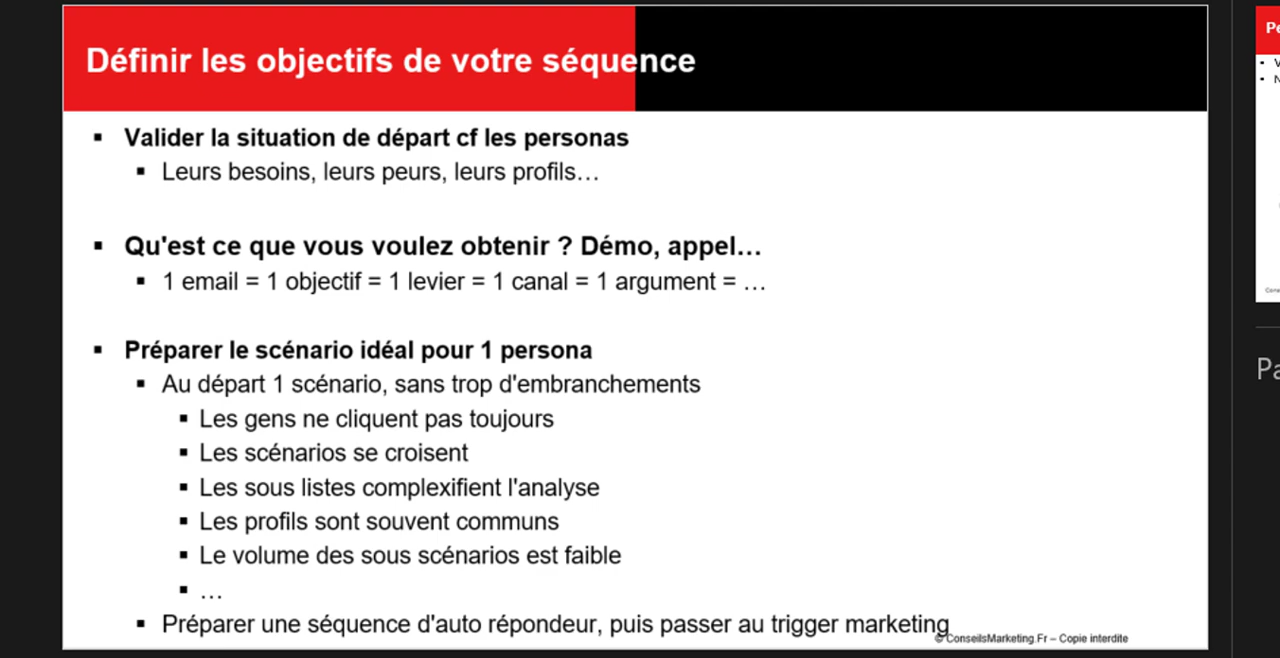 Définir les objectifs de votre séquence
▪ Valider la situation de départ cf les personas
▪ Leurs besoins, leurs peurs, leurs profils…
▪ Qu'est ce que vous voulez obtenir ? Démo, appel…
▪ 1 email = 1 objectif = 1 levier = 1 canal = 1 argument = …
▪ Préparer le scénario idéal pour 1 persona
▪ Au départ 1 scénario, sans trop d'embranchements
▪ Les gens ne cliquent pas toujours
▪ Les scénarios se croisent
▪ Les sous listes complexifient l'analyse
▪ Les profils sont souvent communs
▪ Le volume des sous scénarios est faible
▪ …
▪ Préparer une séquence d'auto répondeur, puis passer au trigger marketing
© ConseilsMarketing.Fr – Copie interdite